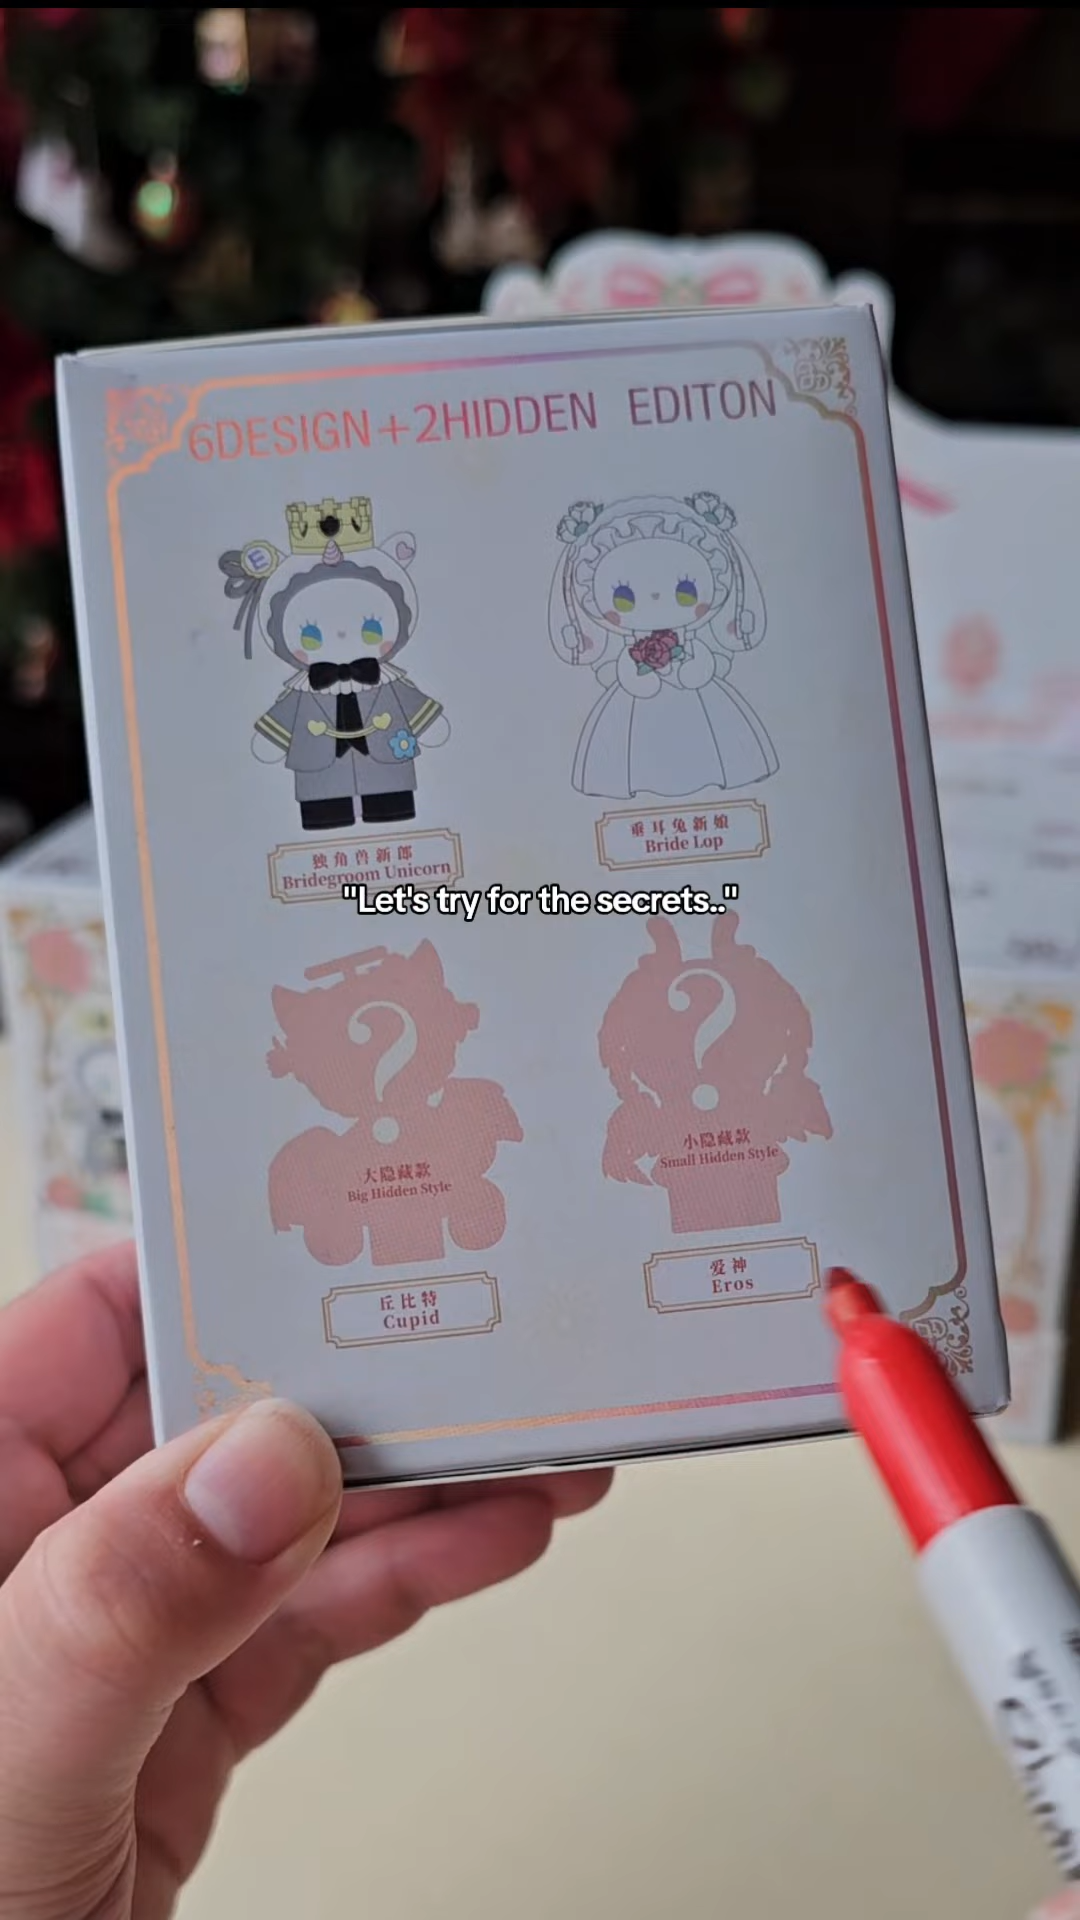 6DESIGN+2HIDDEN EDITON
E
独角兽新郎
Bridegroom Unicorn
垂耳兔新娘
Bride Lop
"Let's try for the secrets.."
?
大隐藏款
Big Hidden Style
丘比特
Cupid
?
小隐藏款
Small Hidden Style
爱神
Eros